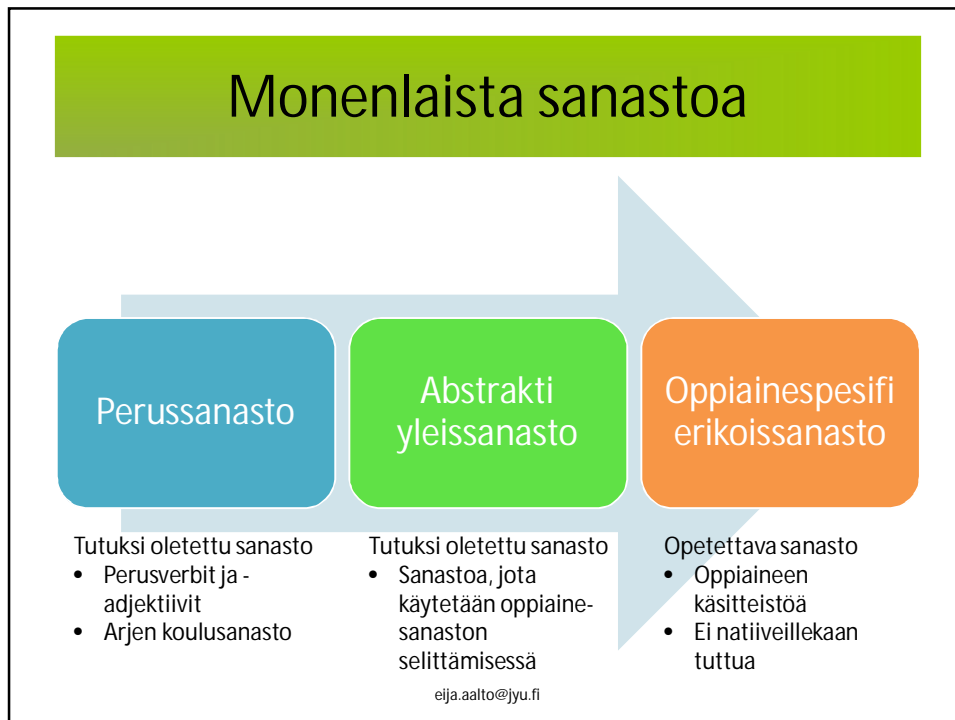 Monenlaista sanastoa
Perussanasto
Abstrakti
yleissanasto
Oppiainespesifi
erikoissanasto
Tutuksi oletettu sanasto
• Perusverbit ja -
adjektiivit
• Arjen koulusanasto
Tutuksi oletettu sanasto
• Sanastoa, jota
käytetään oppiaine-
sanaston
selittämisessä
Opetettava sanasto
• Oppiaineen
käsitteistöä
• Ei natiiveillekaan
tuttua
eija.aalto@jyu.fi